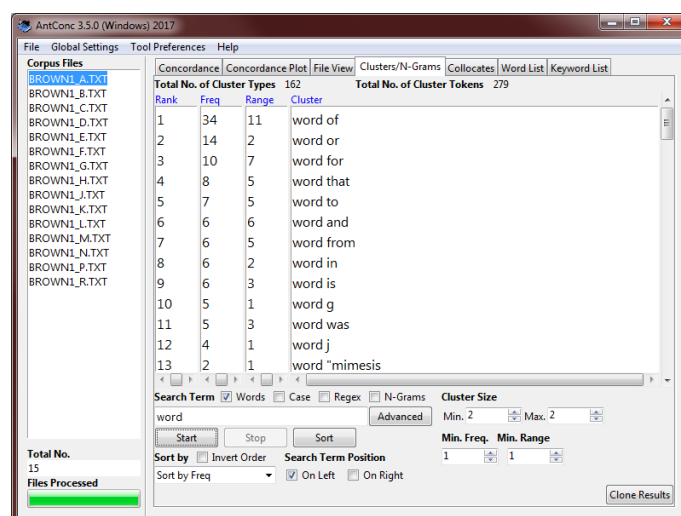 AntConc 3.5.0 (Windows) 2017
File Global Settings Tool Preferences Help
Corpus Files
BROWN1_A.TXT
BROWN1_B.TXT
BROWN1_C.TXT
BROWN1_D.TXT
BROWN1_E.TXT
BROWN1_F.TXT
BROWN1_G.TXT
BROWN1_H.TXT
BROWN1_J.TXT
BROWN1_K.TXT
BROWN1_L.TXT
BROWN1_M.TXT
BROWN1_N.TXT
BROWN1_P.TXT
BROWN1_R.TXT
Total No.
15
Files Processed
Concordance Concordance Plot File View Clusters/N-Grams Collocates Word List Keyword List
Total No. of Cluster Types 162 Total No. of Cluster Tokens 279
Rank Freq Range Cluster
1 34 11 word of
2 14 2 word or
3 10 7 word for
4 8 5 word that
5 7 5 word to
6 6 6 word and
7 6 5 word from
8 6 2 word in
9 6 3 word is
10 5 1 word g
11 5 3 word was
12 4 1 word j
13 2 1 word "mimesis
Search Term Words Case Regex N-Grams Cluster Size
word Advanced Min. 2 Max. 2
Start Stop Sort Min. Freq. Min. Range
Sort by Invert Order Search Term Position 1 1
Sort by Freq On Left On Right
Clone Results